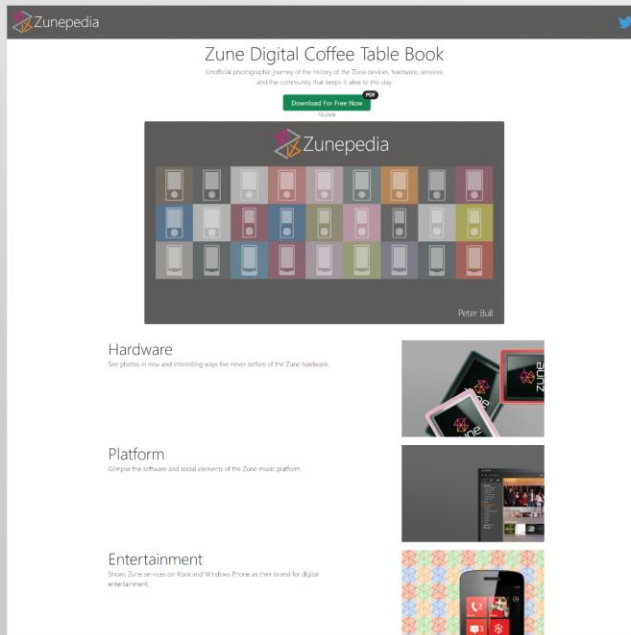 Zunepedia
Zune Digital Coffee Table Book
Unofficial photographic journey of the history of the Zune devices, hardware, services
and the community that keeps it alive to this day
Download For Free Now
PDF
Zunepedia
Peter Bull
Hardware
See photos in new and interesting ways like never before of the Zune hardware.
zune
zune
zune
Platform
Glimpse the software and social elements of the Zune music platform.
Entertainment
Shows Zune services on Xbox and Windows Phone as their brand for digital
entertainment.
2
3